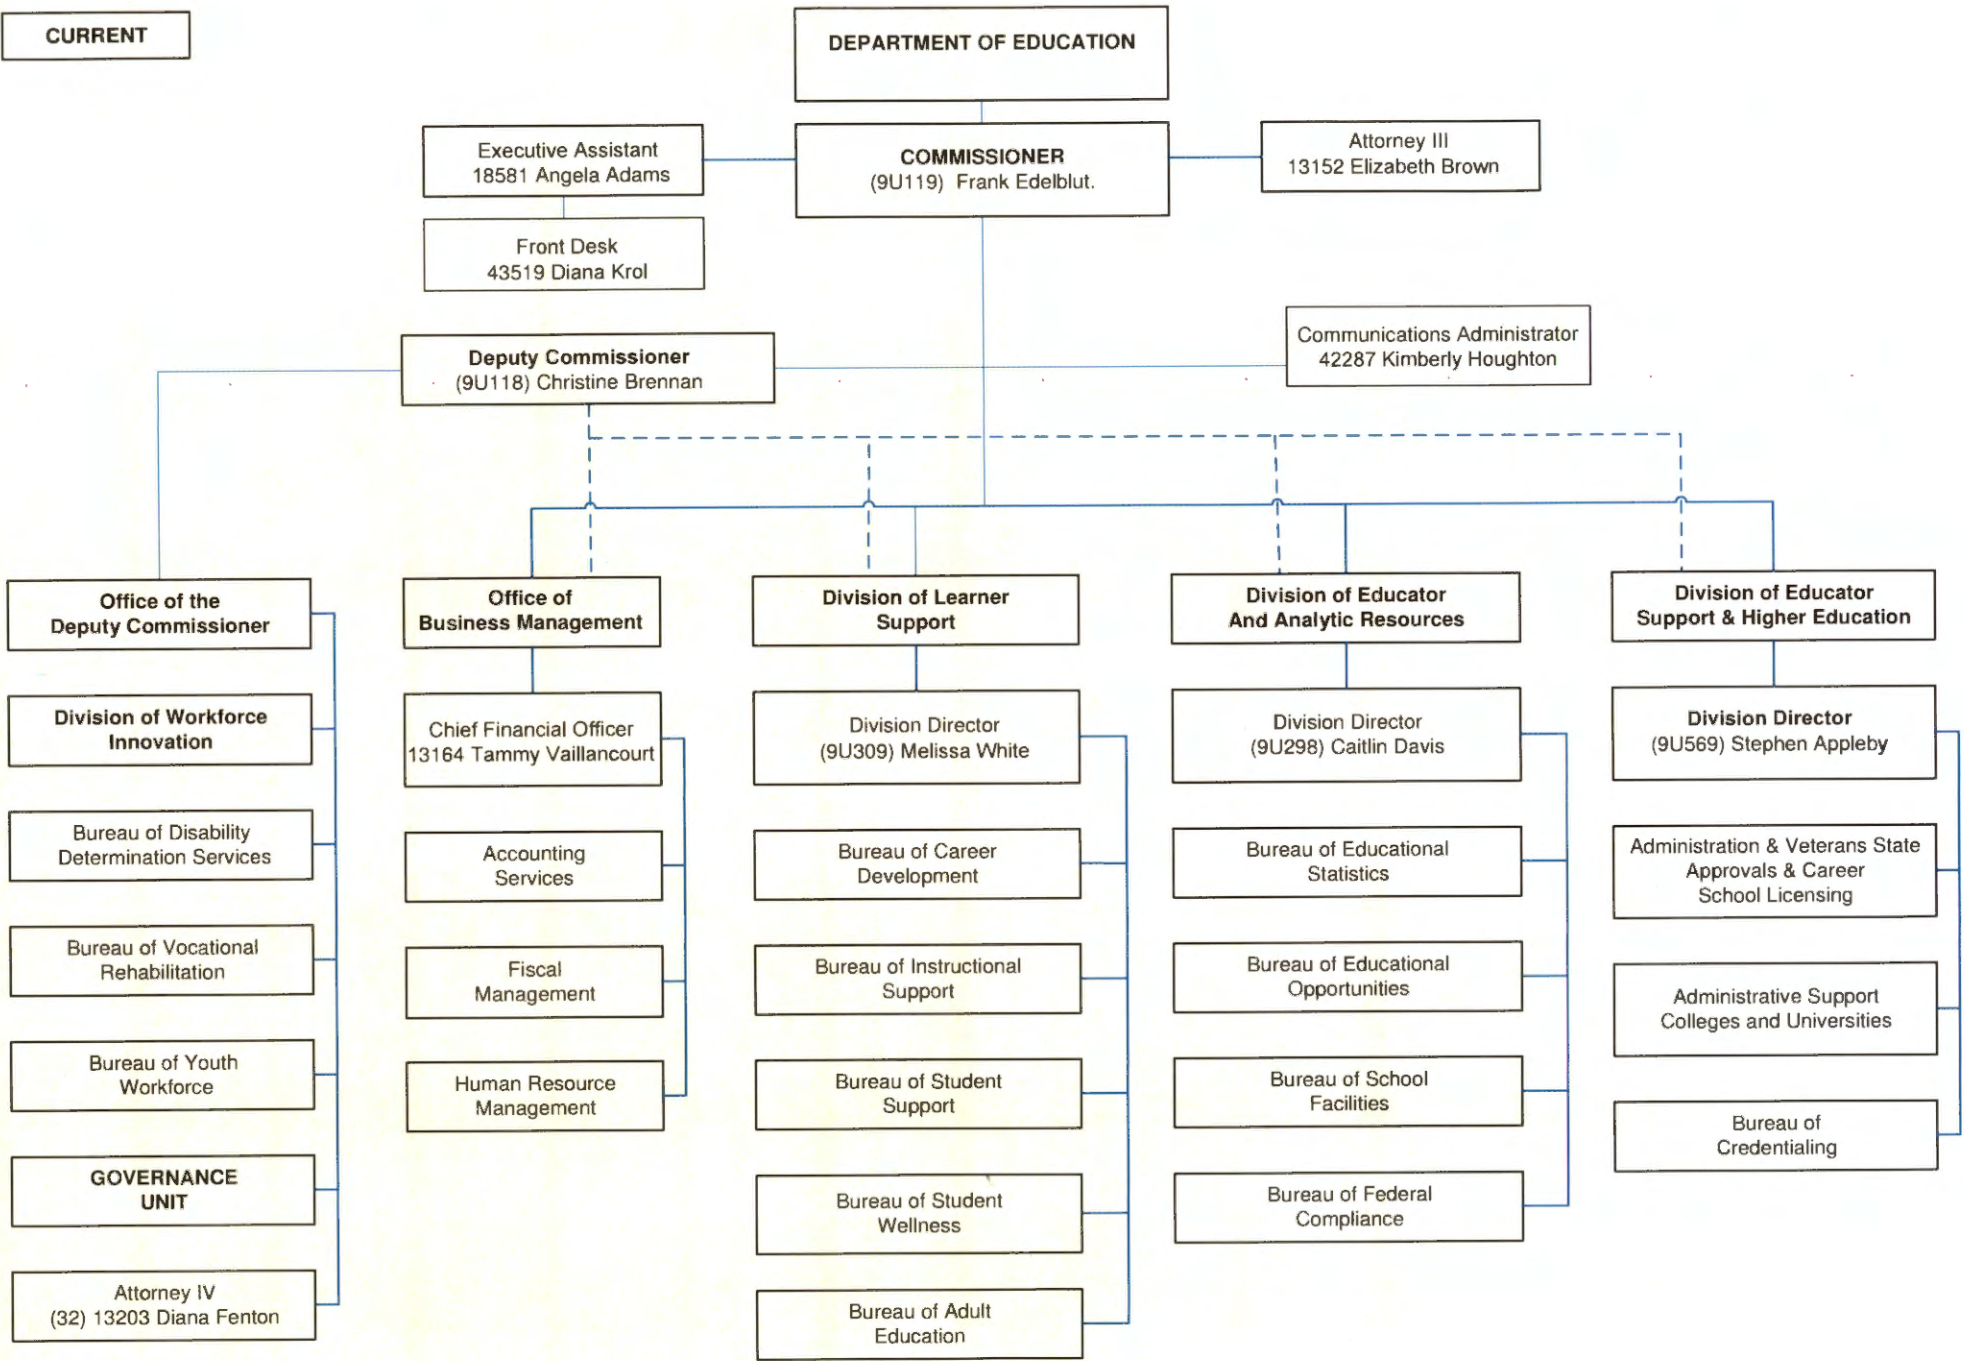 CURRENT
DEPARTMENT OF EDUCATION
Executive Assistant
18581 Angela Adams
COMMISSIONER
(9U119) Frank Edelblut.
Attorney III
13152 Elizabeth Brown
Front Desk
43519 Diana Krol
Deputy Commissioner
(9U118) Christine Brennan
Communications Administrator
42287 Kimberly Houghton
Office of the
Deputy Commissioner
Division of Workforce
Innovation
Bureau of Disability
Determination Services
Bureau of Vocational
Rehabilitation
Bureau of Youth
Workforce
GOVERNANCE
UNIT
Attorney IV
(32) 13203 Diana Fenton
Office of
Business Management
Chief Financial Officer
13164 Tammy Vaillancourt
Accounting
Services
Fiscal
Management
Human Resource
Management
Division of Learner
Support
Division Director
(9U309) Melissa White
Bureau of Career
Development
Bureau of Instructional
Support
Bureau of Student
Support
Bureau of Student
Wellness
Bureau of Adult
Education
Division of Educator
And Analytic Resources
Division Director
(9U298) Caitlin Davis
Bureau of Educational
Statistics
Bureau of Educational
Opportunities
Bureau of School
Facilities
Bureau of Federal
Compliance
Division of Educator
Support & Higher Education
Division Director
(9U569) Stephen Appleby
Administration & Veterans State
Approvals & Career
School Licensing
Administrative Support
Colleges and Universities
Bureau of
Credentialing